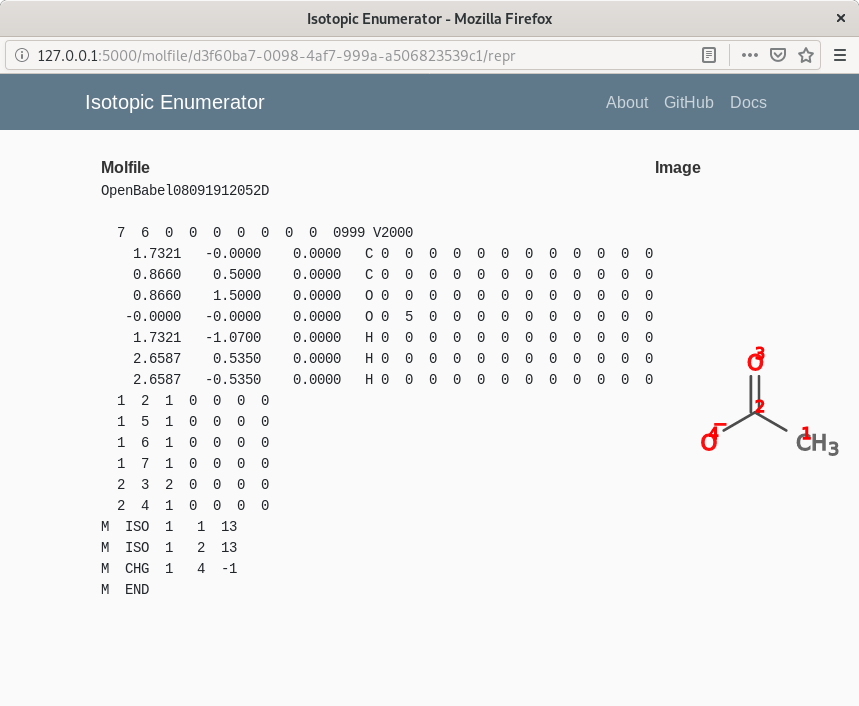 Isotopic Enumerator - Mozilla Firefox ×
127.0.0.1:5000/molfile/d3f60ba7-0098-4af7-999a-a506823539c1/repr
Isotopic Enumerator About GitHub Docs
Molfile Image
OpenBabel08091912052D
  7  6  0  0  0  0  0  0  0  0999 V2000
    1.7321   -0.0000    0.0000   C 0  0  0  0  0  0  0  0  0  0  0  0
    0.8660    0.5000    0.0000   C 0  0  0  0  0  0  0  0  0  0  0  0
    0.8660    1.5000    0.0000   O 0  0  0  0  0  0  0  0  0  0  0  0
   -0.0000   -0.0000    0.0000   O 0  5  0  0  0  0  0  0  0  0  0  0
    1.7321   -1.0700    0.0000   H 0  0  0  0  0  0  0  0  0  0  0  0
    2.6587    0.5350    0.0000   H 0  0  0  0  0  0  0  0  0  0  0  0
    2.6587   -0.5350    0.0000   H 0  0  0  0  0  0  0  0  0  0  0  0
  1  2  1  0  0  0  0
  1  5  1  0  0  0  0
  1  6  1  0  0  0  0
  1  7  1  0  0  0  0
  2  3  2  0  0  0  0
  2  4  1  0  0  0  0
M  ISO  1   1  13
M  ISO  1   2  13
M  CHG  1   4  -1
M  END
3
O
2
4 −
O
1
CH3